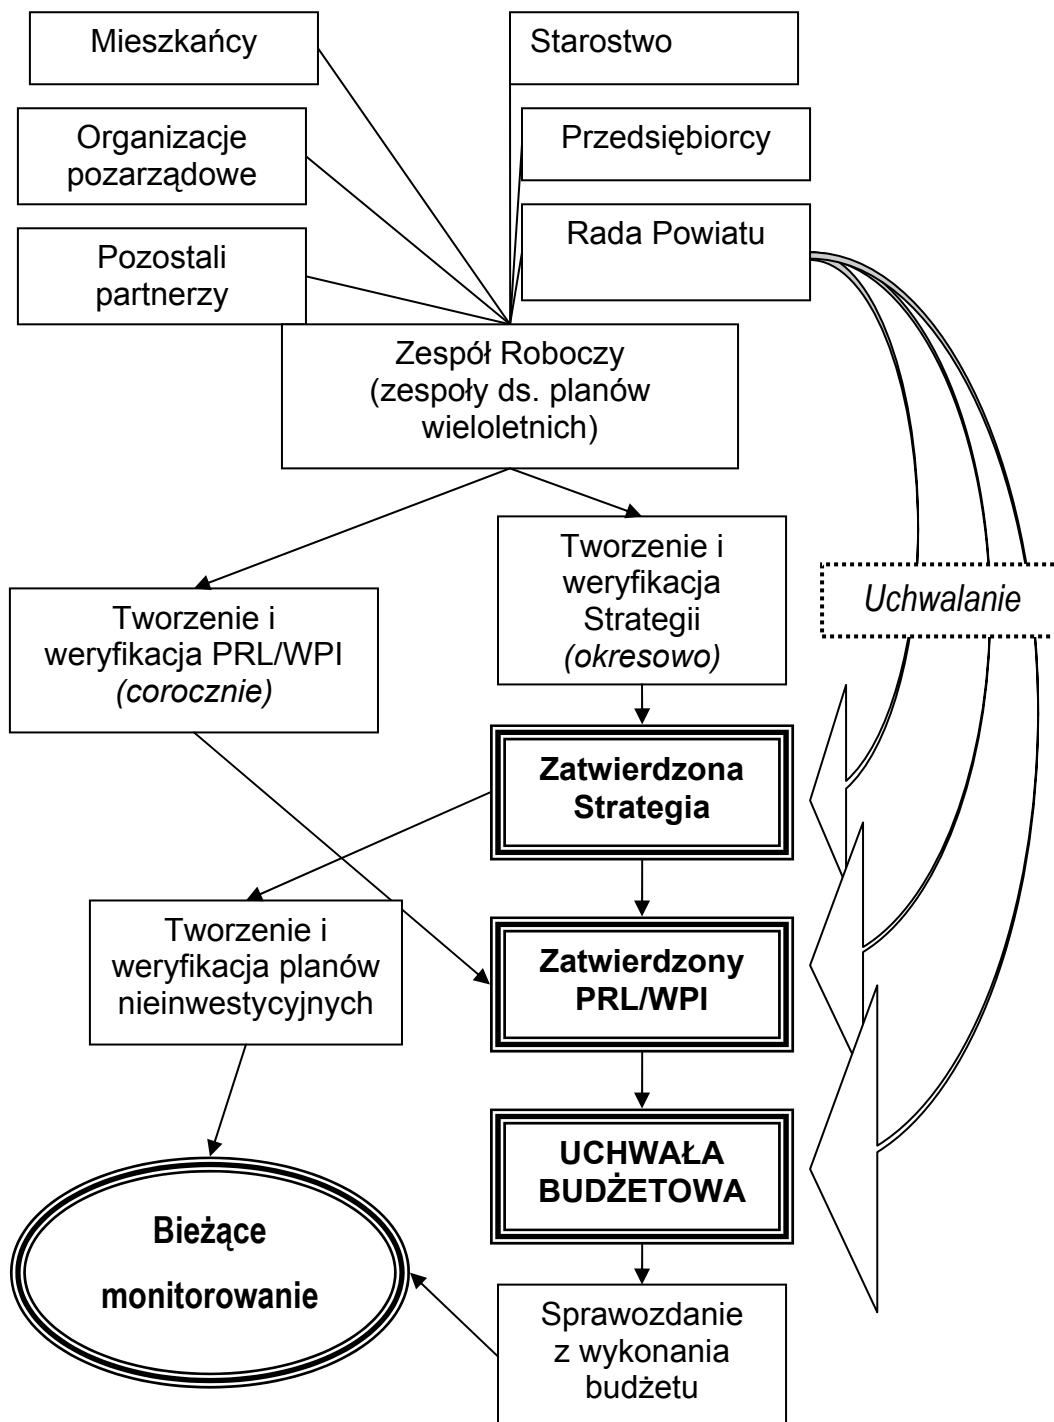 Mieszkańcy
Starostwo
Organizacje
pozarządowe
Przedsiębiorcy
Pozostali
partnerzy
Rada Powiatu
Zespół Roboczy
(zespoły ds. planów
wieloletnich)
Tworzenie i
weryfikacja
Strategii
(okresowo)
Uchwalanie
Tworzenie i
weryfikacja PRL/WPI
(corocznie)
Zatwierdzona
Strategia
Tworzenie i
weryfikacja planów
nieinwestycyjnych
Zatwierdzony
PRL/WPI
UCHWAŁA
BUDŻETOWA
Bieżące
monitorowanie
Sprawozdanie
z wykonania
budżetu